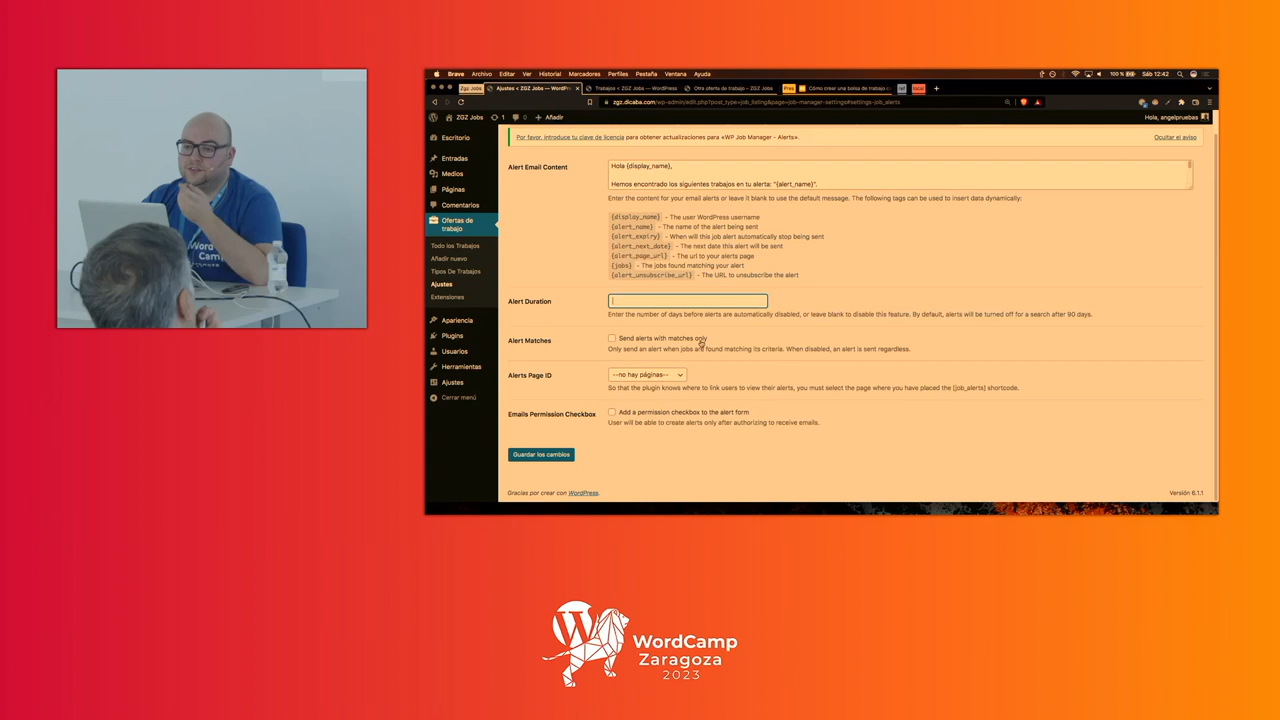 Word
Camp
Brave Archivo Editar Ver Historial Marcadores Perfiles Pestaña Ventana Ayuda
100 % Sáb 12:42
Zgz Jobs Ajustes < ZGZ Jobs — WordPre Trabajos < ZGZ Jobs — WordPress Otra oferta de trabajo – ZGZ Jobs Pres Cómo crear una bolsa de trabajo c ref local
zgz.dicaba.com/wp-admin/edit.php?post_type=job_listing&page=job-manager-settings#settings-job_alerts
ZGZ Jobs 1 0 Añadir Hola, angelpruebas
Escritorio
Entradas
Medios
Páginas
Comentarios
Ofertas de
trabajo
Todo los Trabajos
Añadir nuevo
Tipos De Trabajos
Ajustes
Extensiones
Apariencia
Plugins
Usuarios
Herramientas
Ajustes
Cerrar menú
Por favor, introduce tu clave de licencia para obtener actualizaciones para «WP Job Manager - Alerts».
Ocultar el aviso
Alert Email Content
Hola {display_name},
Hemos encontrado los siguientes trabajos en tu alerta: "{alert_name}".
Enter the content for your email alerts or leave it blank to use the default message. The following tags can be used to insert data dynamically:
{display_name} - The user WordPress username
{alert_name} - The name of the alert being sent
{alert_expiry} - When will this job alert automatically stop being sent
{alert_next_date} - The next date this alert will be sent
{alert_page_url} - The url to your alerts page
{jobs} - The jobs found matching your alert
{alert_unsubscribe_url} - The URL to unsubscribe the alert
Alert Duration
Enter the number of days before alerts are automatically disabled, or leave blank to disable this feature. By default, alerts will be turned off for a search after 90 days.
Alert Matches
Send alerts with matches only
Only send an alert when jobs are found matching its criteria. When disabled, an alert is sent regardless.
Alerts Page ID
--no hay páginas--
So that the plugin knows where to link users to view their alerts, you must select the page where you have placed the [job_alerts] shortcode.
Emails Permission Checkbox
Add a permission checkbox to the alert form
User will be able to create alerts only after authorizing to receive emails.
Guardar los cambios
Gracias por crear con WordPress.
Versión 6.1.1
WordCamp
Zaragoza
2023